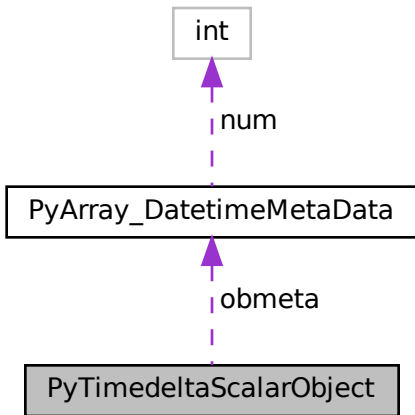 int
num
PyArray_DatetimeMetaData
obmeta
PyTimedeltaScalarObject